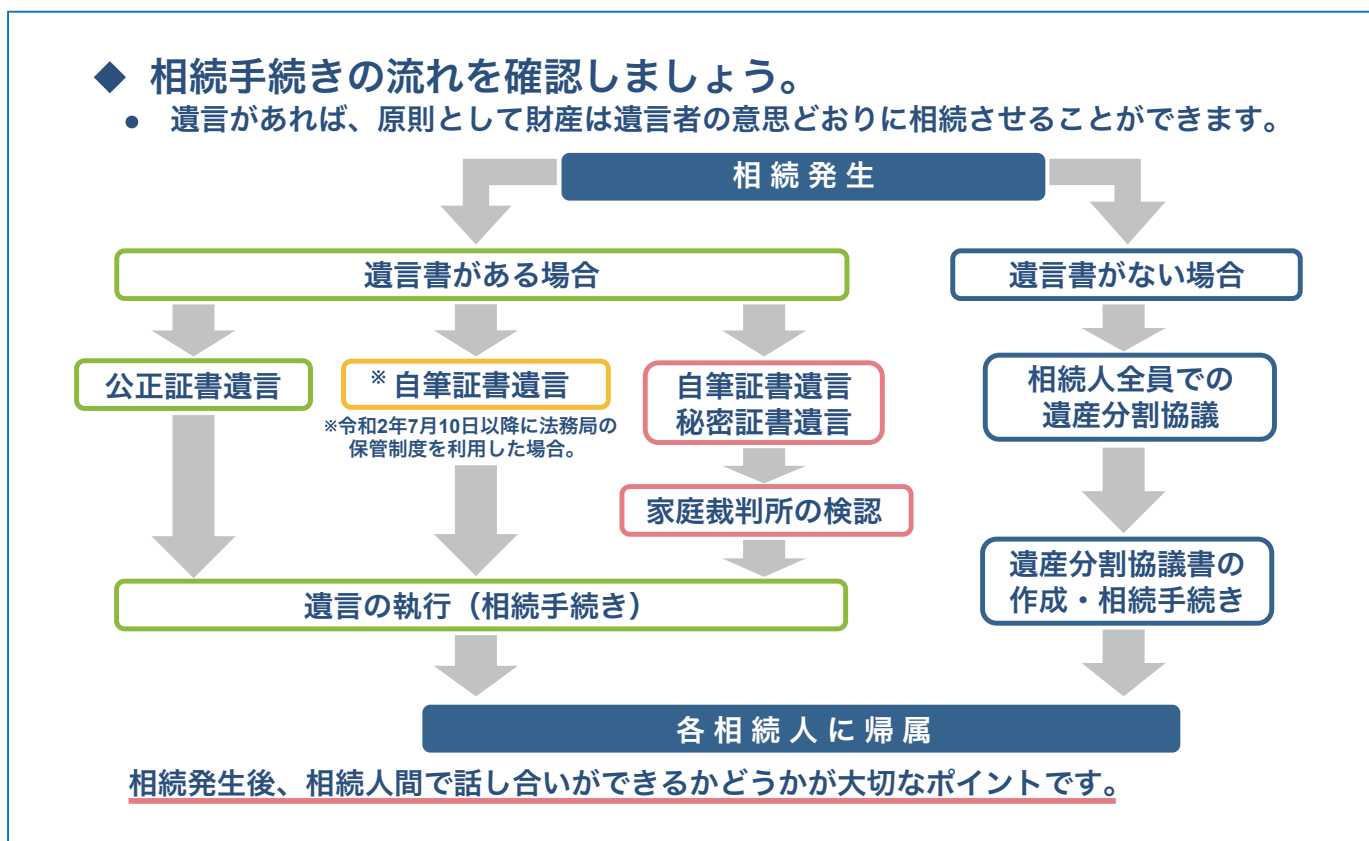 ◆ 相続手続きの流れを確認しましょう。
● 遺言があれば、原則として財産は遺言者の意思どおりに相続させることができます。
相続発生
遺言書がある場合
遺言書がない場合
公正証書遺言
※自筆証書遺言
※令和2年7月10日以降に法務局の
保管制度を利用した場合。
自筆証書遺言
秘密証書遺言
相続人全員での
遺産分割協議
家庭裁判所の検認
遺言の執行（相続手続き）
遺産分割協議書の
作成・相続手続き
各相続人に帰属
相続発生後、相続人間で話し合いができるかどうかが大切なポイントです。